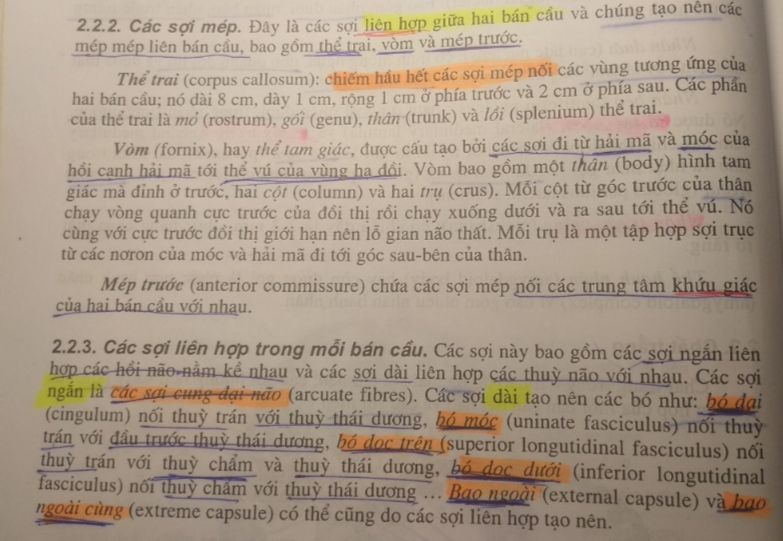 2.2.2. Các sợi mép. Đây là các sợi liên hợp giữa hai bán cầu và chúng tạo nên các
mép mép liên bán cầu, bao gồm thể trai, vòm và mép trước.
Thể trai (corpus callosum): chiếm hầu hết các sợi mép nối các vùng tương ứng của
hai bán cầu; nó dài 8 cm, dày 1 cm, rộng 1 cm ở phía trước và 2 cm ở phía sau. Các phần
của thể trai là mỏ (rostrum), gối (genu), thân (trunk) và lồi (splenium) thể trai.
Vòm (fornix), hay thể tam giác, được cấu tạo bởi các sợi đi từ hải mã và móc của
hồi cạnh hải mã tới thể vú của vùng hạ đồi. Vòm bao gồm một thân (body) hình tam
giác mà đỉnh ở trước, hai cột (column) và hai trụ (crus). Mỗi cột từ góc trước của thân
chạy vòng quanh cực trước của đồi thị rồi chạy xuống dưới và ra sau tới thể vú. Nó
cùng với cực trước đồi thị giới hạn nên lỗ gian não thất. Mỗi trụ là một tập hợp sợi trục
từ các nơron của móc và hải mã đi tới góc sau-bên của thân.
Mép trước (anterior commissure) chứa các sợi mép nối các trung tâm khứu giác
của hai bán cầu với nhau.
2.2.3. Các sợi liên hợp trong mỗi bán cầu. Các sợi này bao gồm các sợi ngắn liên
hợp các hồi não nằm kề nhau và các sợi dài liên hợp các thuỳ não với nhau. Các sợi
ngắn là các sợi cung đại não (arcuate fibres). Các sợi dài tạo nên các bó như: bó đai
(cingulum) nối thuỳ trán với thuỳ thái dương, bó móc (uninate fasciculus) nối thuỳ
trán với đầu trước thuỳ thái dương, bó dọc trên (superior longutidinal fasciculus) nối
thuỳ trán với thuỳ chẩm và thuỳ thái dương, bó dọc dưới (inferior longutidinal
fasciculus) nối thuỳ chẩm với thuỳ thái dương ... Bao ngoài (external capsule) và bao
ngoài cùng (extreme capsule) có thể cũng do các sợi liên hợp tạo nên.